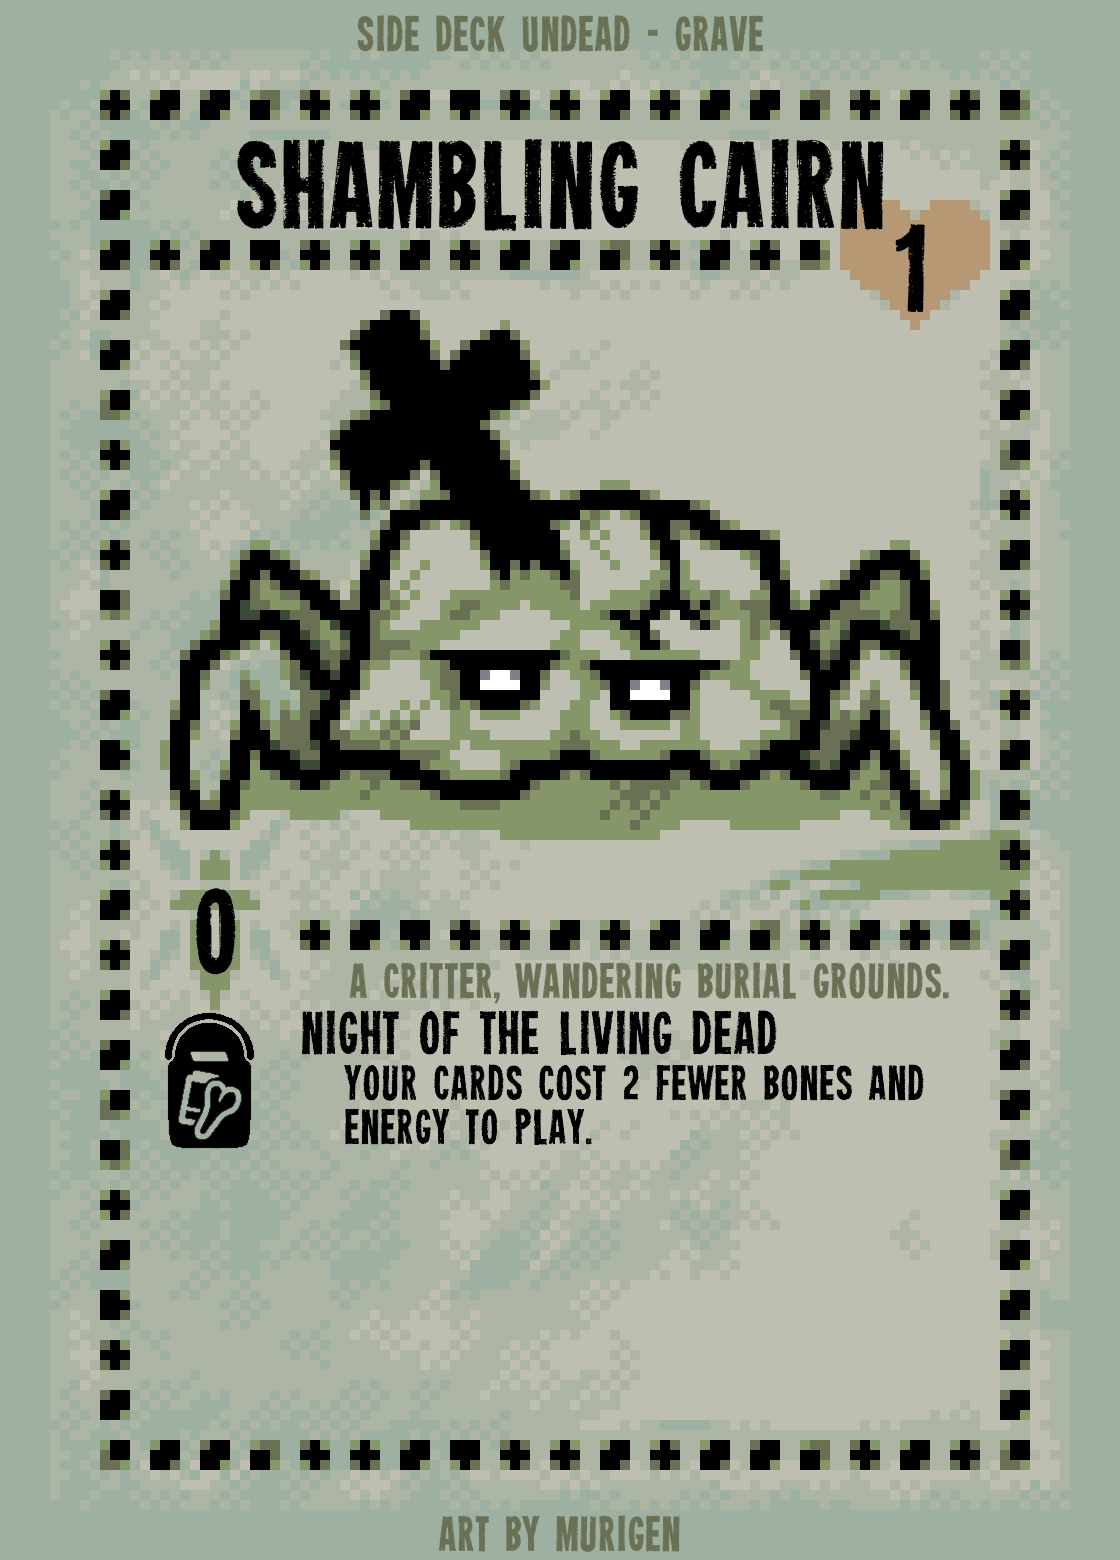 SIDE DECK UNDEAD - GRAVE
SHAMBLING CAIRN
1
0
A CRITTER, WANDERING BURIAL GROUNDS.
NIGHT OF THE LIVING DEAD
YOUR CARDS COST 2 FEWER BONES AND
ENERGY TO PLAY.
ART BY MURIGEN